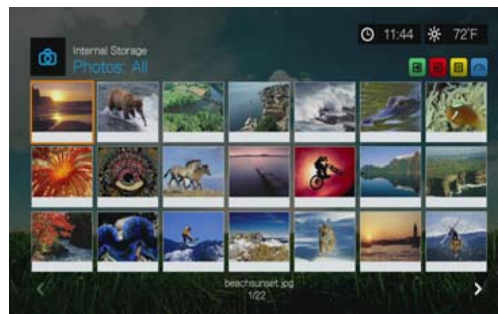 11:44 72°F
Internal Storage
Photos: All
beachsunset.jpg
1/22